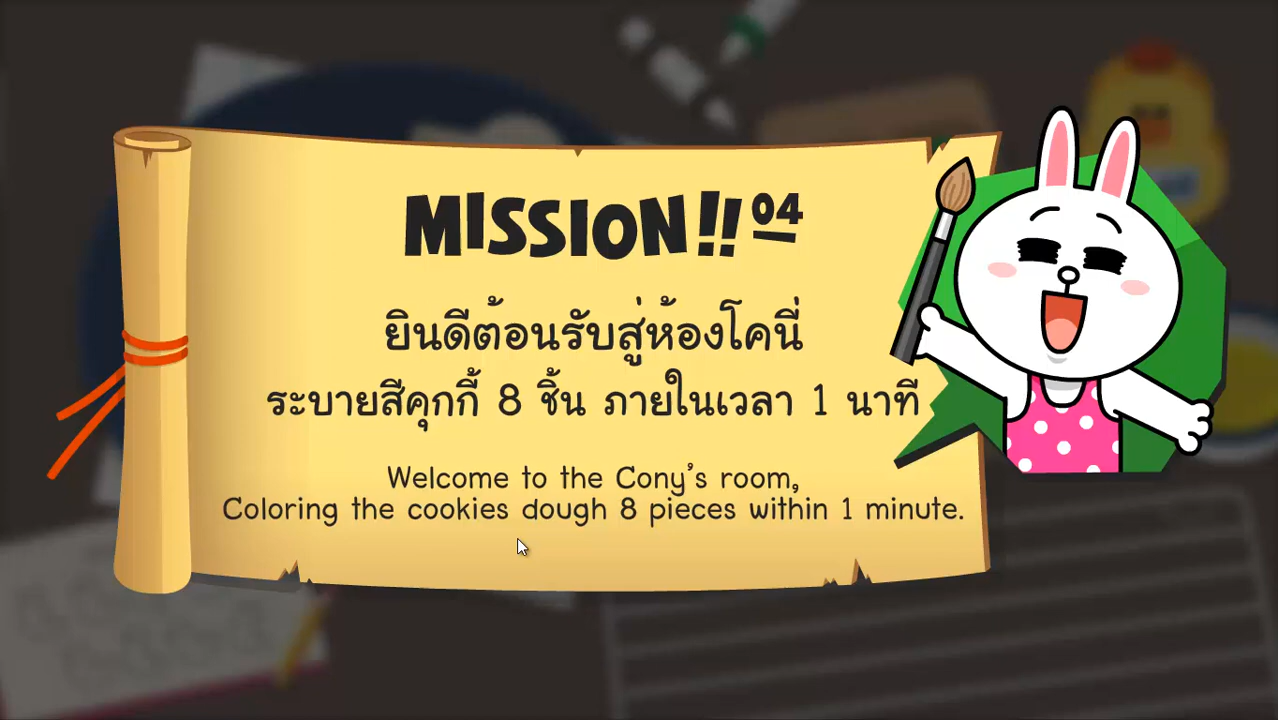 MISSION!! 04
ยินดีต้อนรับสู่ห้องโคนี่
ระบายสีคุกกี้ 8 ชิ้น ภายในเวลา 1 นาที
Welcome to the Cony's room,
Coloring the cookies dough 8 pieces within 1 minute.